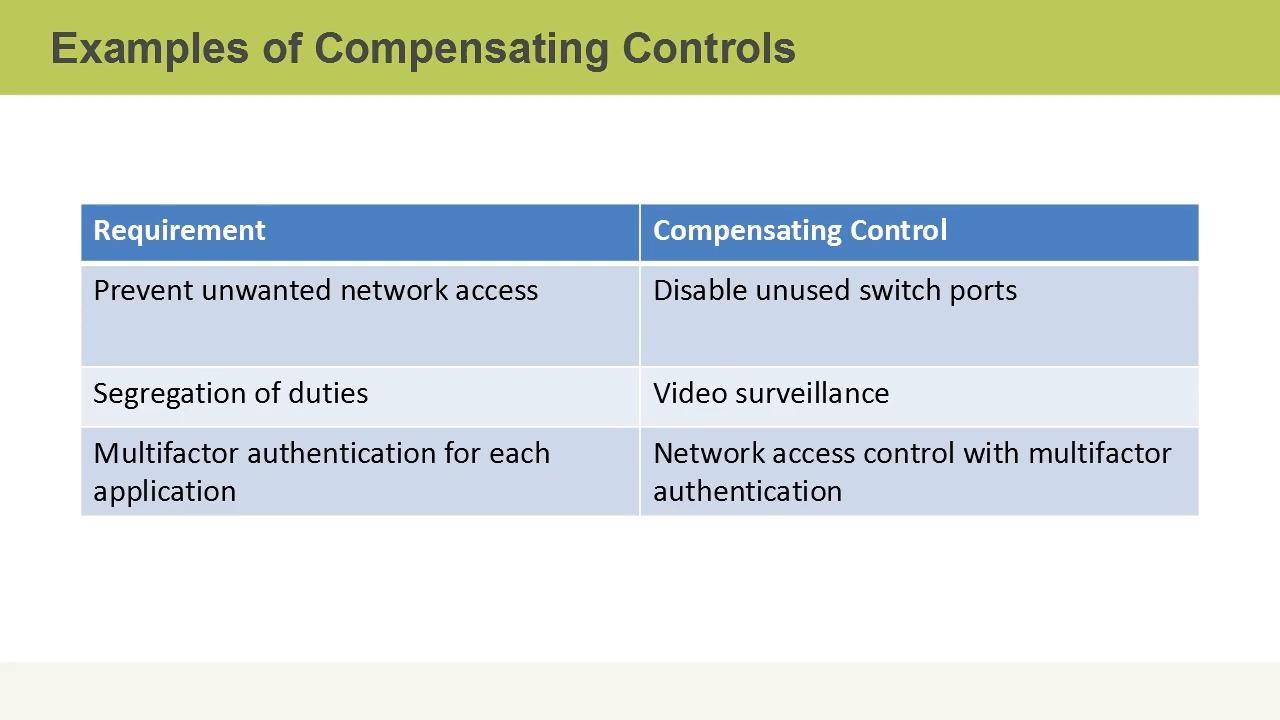 Examples of Compensating Controls
Requirement
Compensating Control
Prevent unwanted network access
Disable unused switch ports
Segregation of duties
Video surveillance
Multifactor authentication for each
application
Network access control with multifactor
authentication